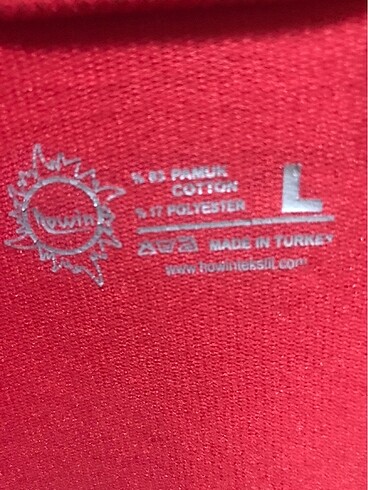 howin
% 83 PAMUK
COTTON
% 17 POLYESTER
L
MADE IN TURKEY
www.howintekstil.com